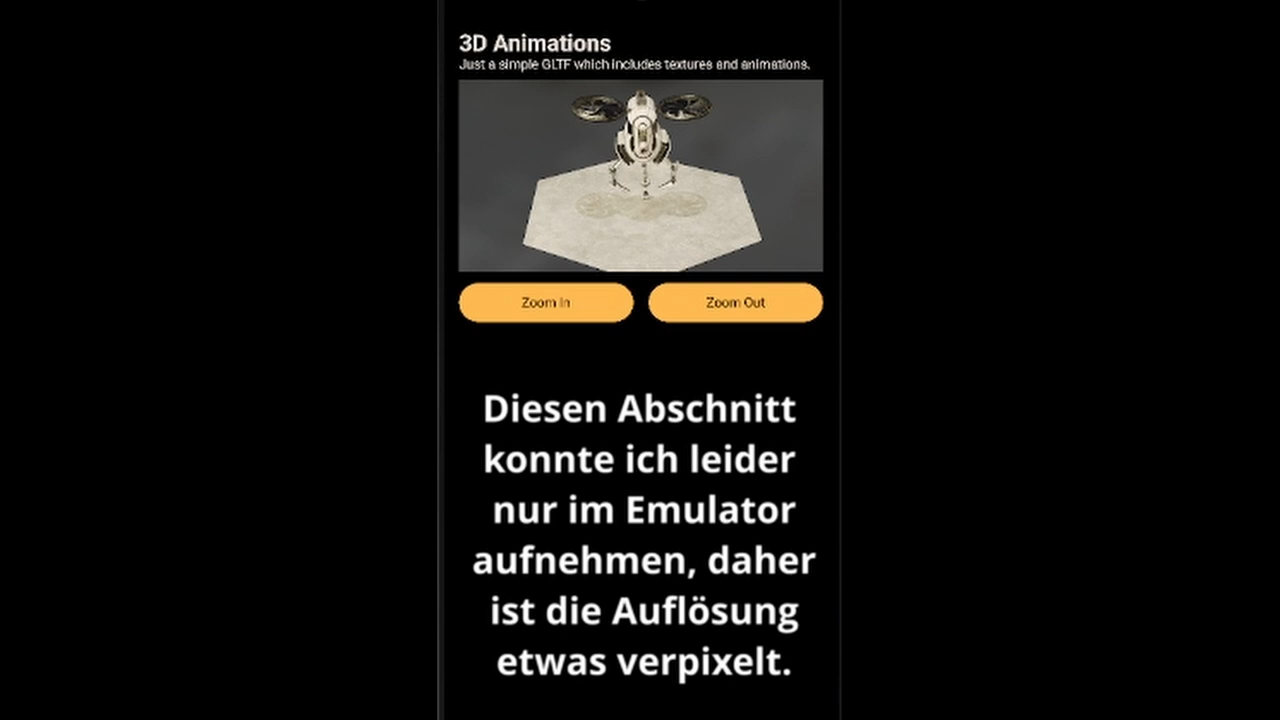 3D Animations
Just a simple GLTF which includes textures and animations.
Zoom In
Zoom Out
Diesen Abschnitt
konnte ich leider
nur im Emulator
aufnehmen, daher
ist die Auflösung
etwas verpixelt.